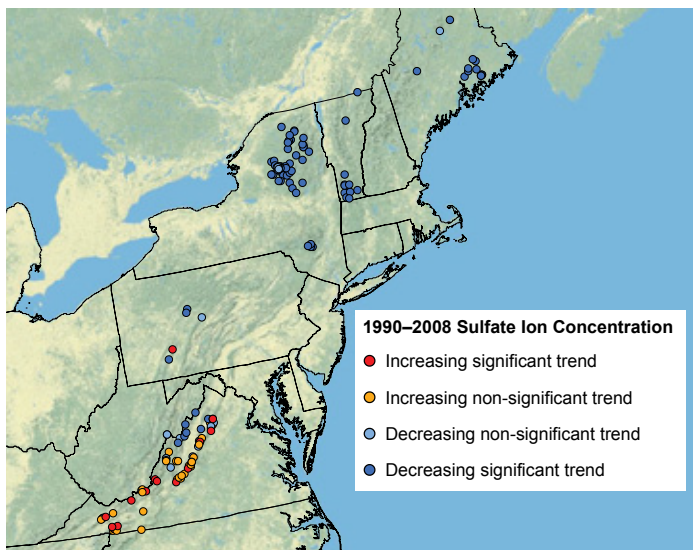 1990–2008 Sulfate Ion Concentration
Increasing significant trend
Increasing non-significant trend
Decreasing non-significant trend
Decreasing significant trend